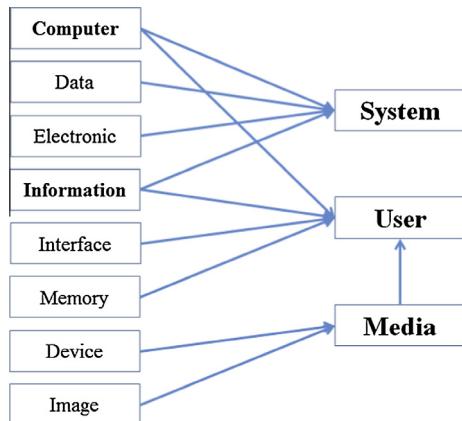 Computer
Data
Electronic
Information
Interface
Memory
Device
Image
System
User
Media